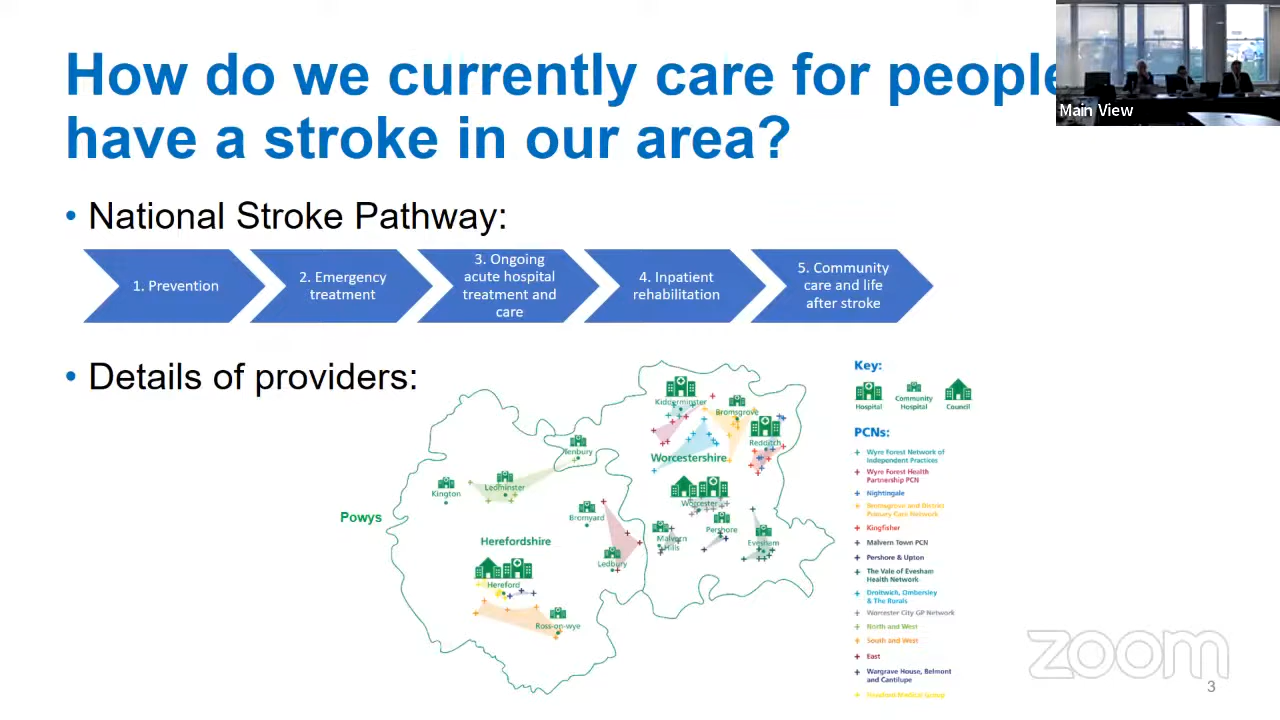 How do we currently care for people
have a stroke in our area?
Main View
• National Stroke Pathway:
1. Prevention
2. Emergency
treatment
3. Ongoing
acute hospital
treatment and
care
4. Inpatient
rehabilitation
5. Community
care and life
after stroke
• Details of providers:
Kidderminster
Bromsgrove
Redditch
Worcestershire
Tenbury
Leominster
Kington
Worcester
Powys
Bromyard
Pershore
Malvern
Hills
Evesham
Herefordshire
Ledbury
Hereford
Ross-on-wye
Key:
Hospital
Community
Hospital
Council
PCNs:
Wyre Forest Network of
Independent Practices
Wyre Forest Health
Partnership PCN
Nightingale
Bromsgrove and District
Primary Care Network
Kingfisher
Malvern Town PCN
Pershore & Upton
The Vale of Evesham
Health Network
Droitwich, Ombersley
& The Rurals
Worcester City GP Network
North and West
South and West
East
Wargrave House, Belmont
and Cantilupe
Medical Group
zoom
3